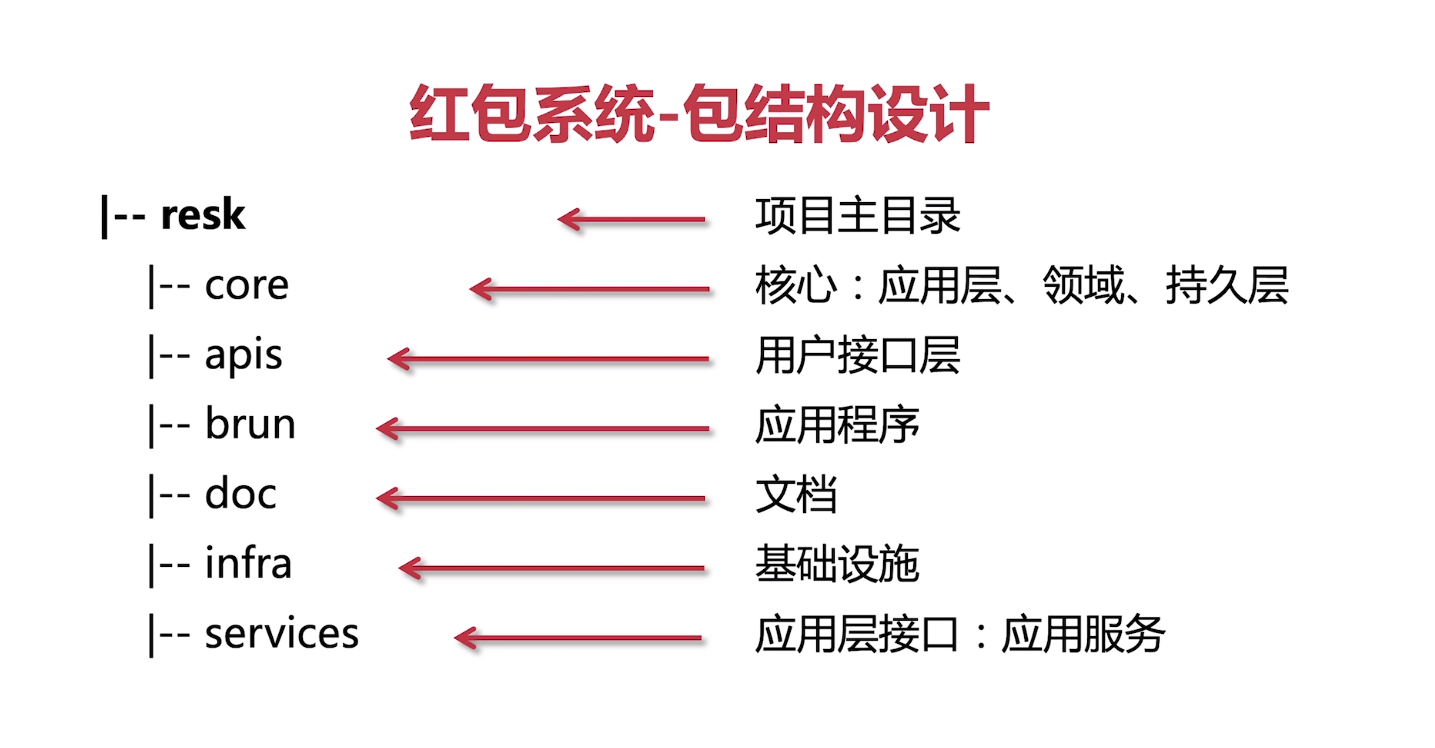 红包系统-包结构设计
|-- resk 项目主目录
|-- core 核心：应用层、领域、持久层
|-- apis 用户接口层
|-- brun 应用程序
|-- doc 文档
|-- infra 基础设施
|-- services 应用层接口：应用服务